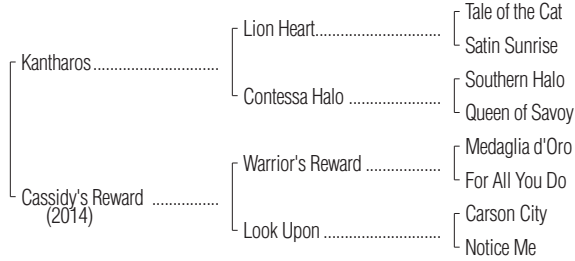 Tale of the Cat
Lion Heart
Satin Sunrise
Kantharos
Southern Halo
Contessa Halo
Queen of Savoy
Medaglia d'Oro
Warrior's Reward
For All You Do
Cassidy's Reward
(2014)
Carson City
Look Upon
Notice Me